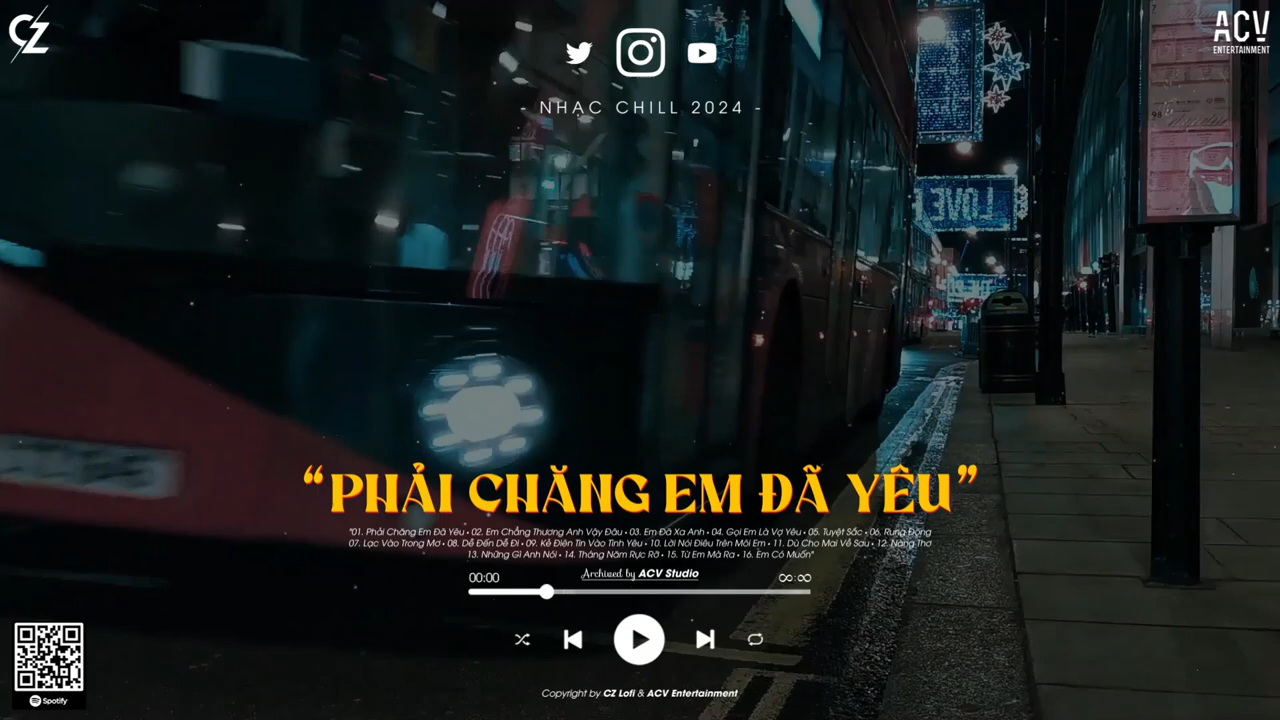 CZ
ACV
ENTERTAINMENT
- NHẠC CHILL 2024 -
98
LOVE
“PHẢI CHĂNG EM ĐÃ YÊU”
"01. Phải Chăng Em Đã Yêu • 02. Em Chẳng Thương Anh Vậy Đâu • 03. Em Đã Xa Anh • 04. Gọi Em Là Vợ Yêu • 05. Tuyệt Sắc • 06. Rung Động
07. Lạc Vào Trong Mơ • 08. Dễ Đến Dễ Đi • 09. Kẻ Điên Tin Vào Tình Yêu • 10. Lời Nói Điêu Trên Môi Em • 11. Dù Cho Mai Về Sau • 12. Nàng Thơ
13. Những Gì Anh Nói • 14. Tháng Năm Rực Rỡ • 15. Từ Em Mà Ra • 16. Em Có Muốn"
Archived by ACV Studio
00:00
∞:∞
Spotify
Copyright by CZ Lofi & ACV Entertainment